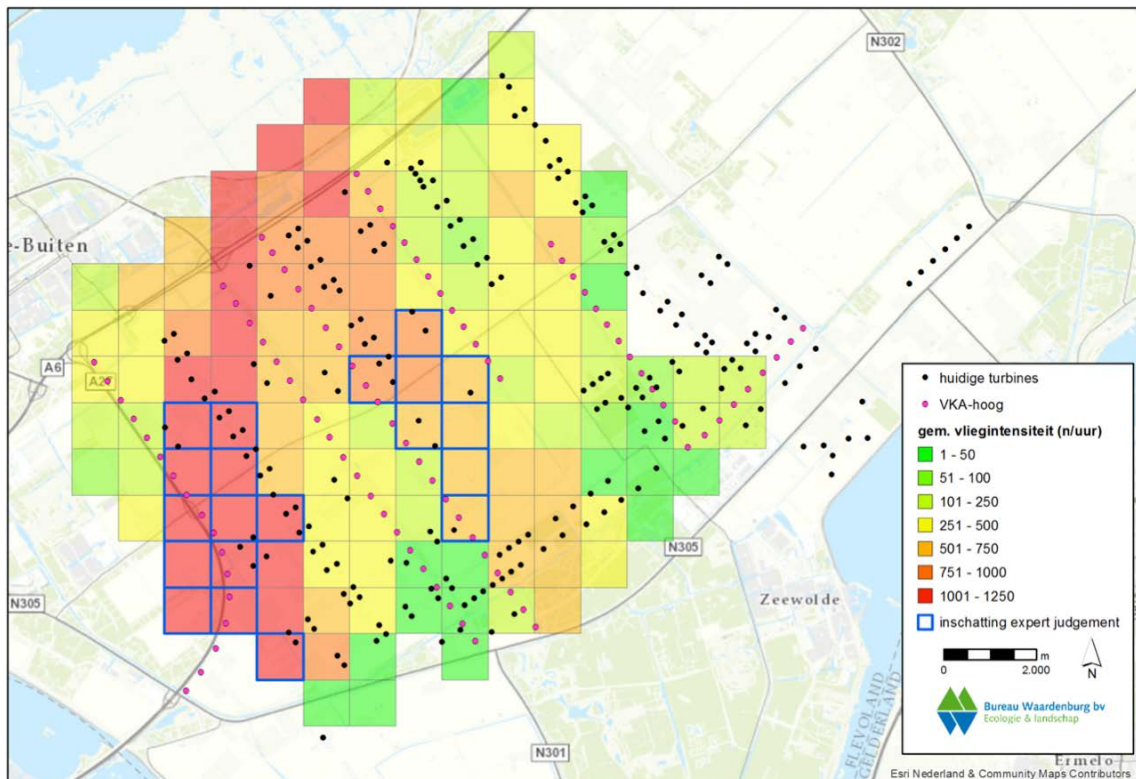 N302
e-Buiten
A6
A27
N305
N305
Zeewolde
N301
FLEVOLAND
GELDERLAND
Ermelo
huidige turbines
VKA-hoog
gem. vliegintensiteit (n/uur)
1 - 50
51 - 100
101 - 250
251 - 500
501 - 750
751 - 1000
1001 - 1250
inschatting expert judgement
m
0 2.000
N
Bureau Waardenburg bv
Ecologie & landschap
Esri Nederland & Community Maps Contributors